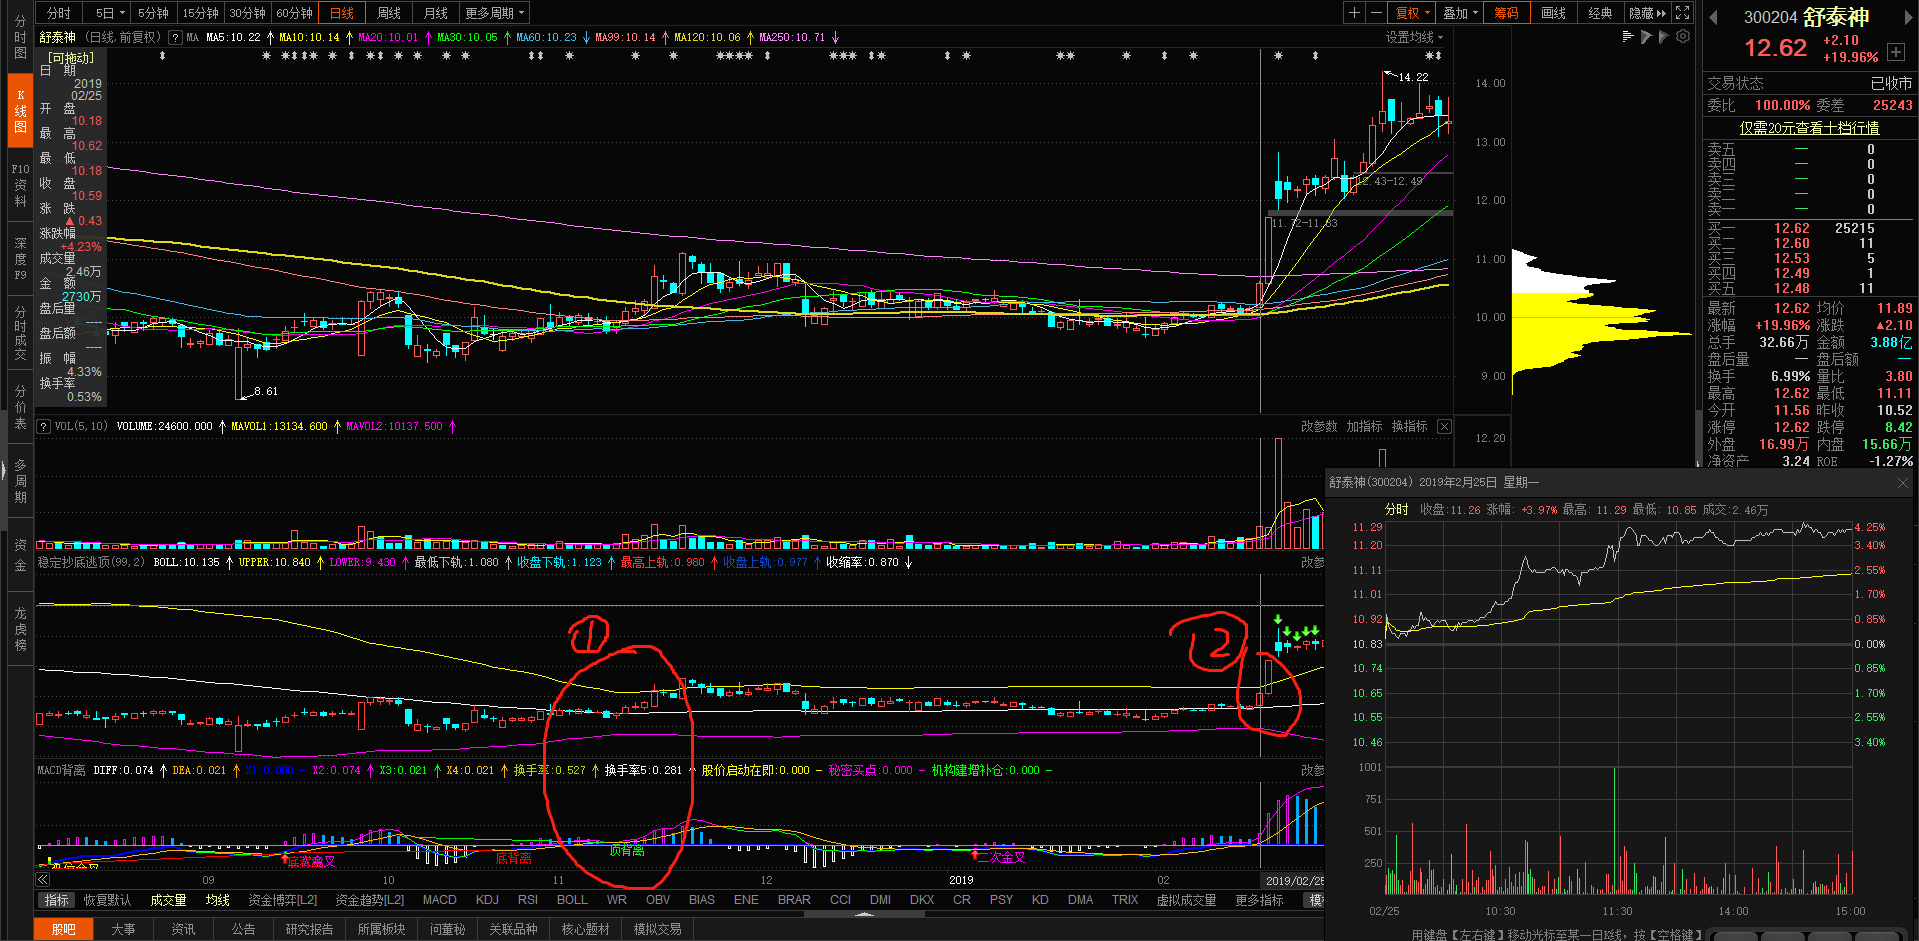 分时 5日 5分钟 15分钟 30分钟 60分钟 日线 周线 月线 更多周期
复权 叠加 筹码 画线 经典 隐藏
300204 舒泰神
12.62 +2.10 +19.96%
舒泰神 (日线,前复权) ? MA MA5:10.22 MA10:10.14 MA20:10.01 MA30:10.05 MA60:10.23 MA99:10.14 MA120:10.06 MA250:10.71 设置均线
分时图
K线图
F10资料
深度F9
分时成交
分价表
多周期
资金
龙虎榜
[可拖动]
日期 2019 02/25
开盘 10.18
最高 10.62
最低 10.18
收盘 10.59
涨跌 ▲0.43
涨跌幅 +4.23%
成交量 2.46万
金额 2730万
盘后量 ----
盘后额 ----
振幅 4.33%
换手率 0.53%
14.22
12.43-12.49
11.72-11.83
8.61
14.00
13.00
12.00
11.00
10.00
9.00
交易状态 已收市
委比 100.00% 委差 25243
仅需20元查看十档行情
卖五 — 0
卖四 — 0
卖三 — 0
卖二 — 0
卖一 — 0
买一 12.62 25215
买二 12.60 11
买三 12.53 5
买四 12.49 1
买五 12.48 11
最新 12.62 均价 11.89
涨幅 +19.96% 涨跌 ▲2.10
总手 32.66万 金额 3.88亿
盘后量 — 盘后额 —
换手 6.99% 量比 3.80
最高 12.62 最低 11.11
今开 11.56 昨收 10.52
涨停 12.62 跌停 8.42
外盘 16.99万 内盘 15.66万
净资产 3.24 ROE -1.27%
? VOL(5,10) VOLUME:24600.000 MAVOL1:13134.600 MAVOL2:10137.500 改参数 加指标 换指标
12.20
稳定抄底逃顶(99,2) BOLL:10.135 UPPER:10.840 LOWER:9.430 最低下轨:1.080 收盘下轨:1.123 最高上轨:0.980 收盘上轨:0.977 收缩率:0.870 改参
① ②
MACD背离 DIFF:0.074 DEA:0.021 X1:0.000 X2:0.074 X3:0.021 X4:0.021 换手率:0.527 换手率5:0.281 股价启动在即:0.000 秘密买点:0.000 机构建增补仓:0.000 改参
底背离 顶背离 二次金叉
09 10 11 12 2019 02 2019/02/25
指标 恢复默认 成交量 均线 资金博弈[L2] 资金趋势[L2] MACD KDJ RSI BOLL WR OBV BIAS ENE BRAR CCI DMI DKX CR PSY KD DMA TRIX 虚拟成交量 更多指标 模
股吧 大事 资讯 公告 研究报告 所属板块 问董秘 关联品种 核心题材 模拟交易
舒泰神(300204) 2019年2月25日 星期一
分时 收盘:11.26 涨幅:+3.97% 最高:11.29 最低:10.85 成交:2.46万
11.29 4.25%
11.20 3.40%
11.11 2.55%
11.01 1.70%
10.92 0.85%
10.83 0.00%
10.74 0.85%
10.65 1.70%
10.55 2.55%
10.46 3.40%
1001
751
501
250
02/25 10:30 11:30 14:00 15:00
用键盘【左右键】移动光标至某一日K线，按【空格键】